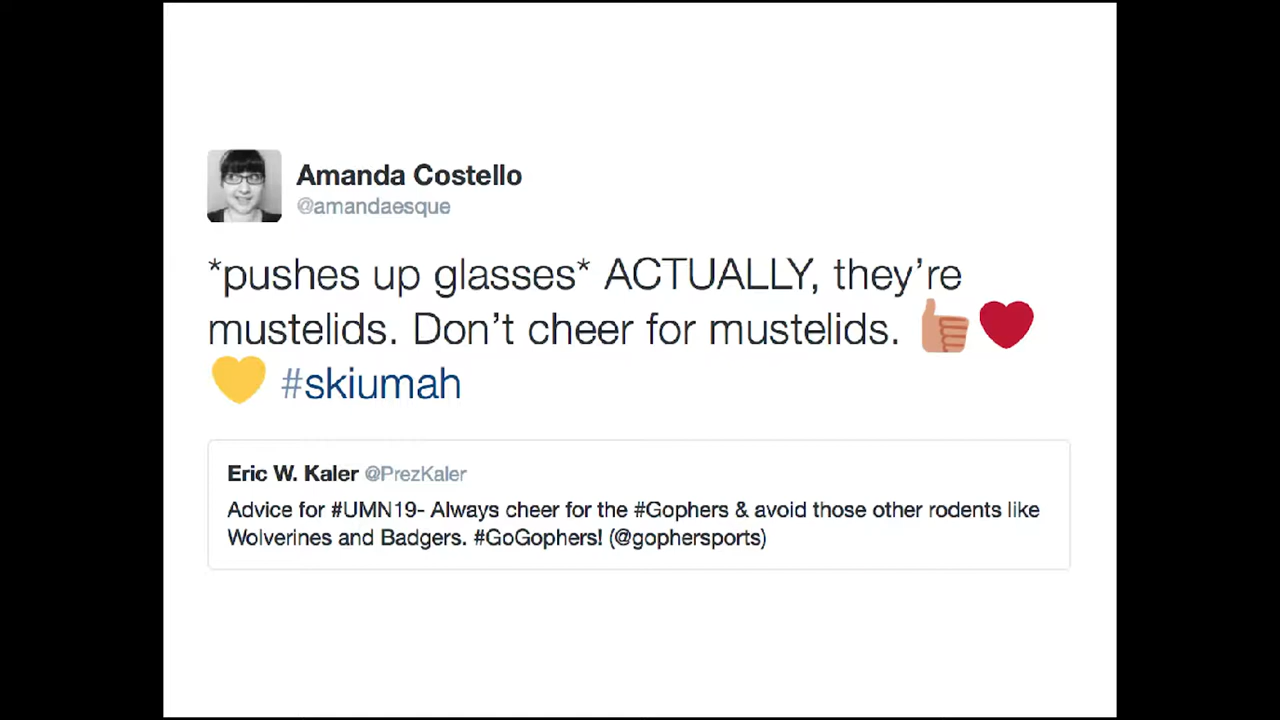 Amanda Costello
@amandaesque
*pushes up glasses* ACTUALLY, they’re
mustelids. Don’t cheer for mustelids. 👍❤️
💛 #skiumah
Eric W. Kaler @PrezKaler
Advice for #UMN19- Always cheer for the #Gophers & avoid those other rodents like
Wolverines and Badgers. #GoGophers! (@gophersports)